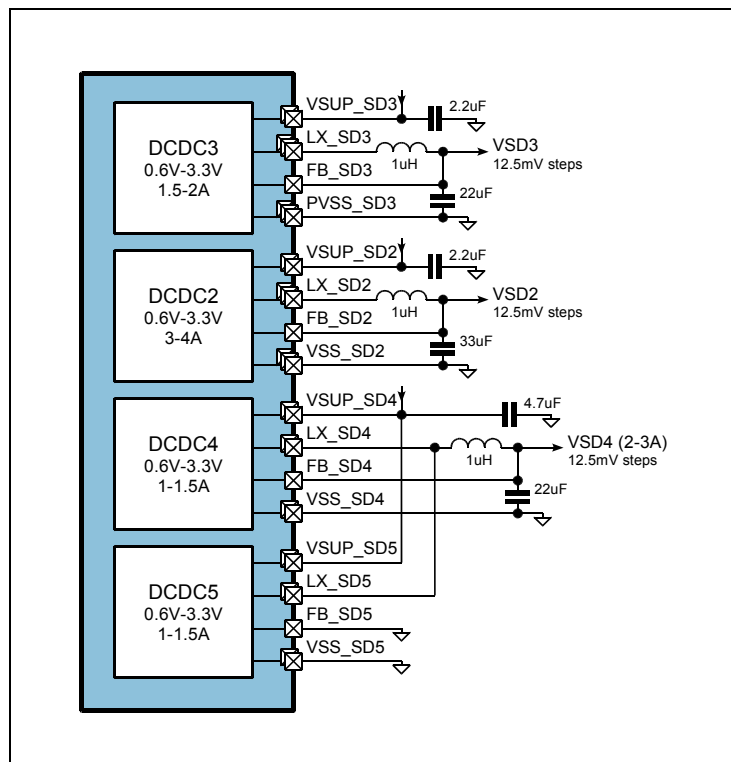 DCDC3
0.6V-3.3V
1.5-2A
VSUP_SD3
2.2uF
LX_SD3
1uH
VSD3
12.5mV steps
FB_SD3
22uF
PVSS_SD3
DCDC2
0.6V-3.3V
3-4A
VSUP_SD2
2.2uF
LX_SD2
1uH
VSD2
12.5mV steps
FB_SD2
33uF
VSS_SD2
DCDC4
0.6V-3.3V
1-1.5A
VSUP_SD4
4.7uF
LX_SD4
1uH
VSD4 (2-3A)
12.5mV steps
FB_SD4
22uF
VSS_SD4
DCDC5
0.6V-3.3V
1-1.5A
VSUP_SD5
LX_SD5
FB_SD5
VSS_SD5